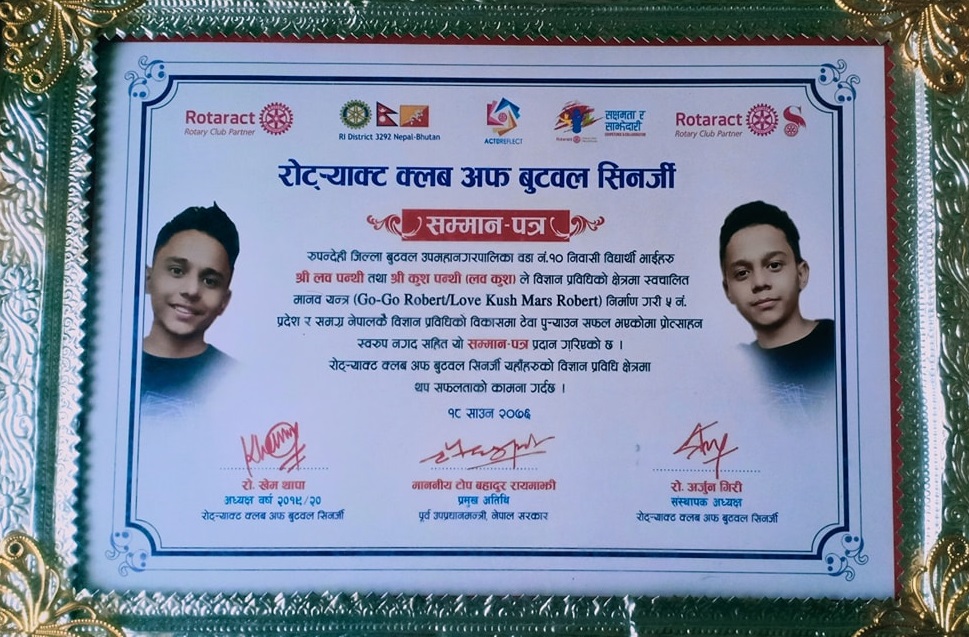 Rotaract
Rotary Club Partner
RI District 3292 Nepal-Bhutan
ACTOREFLECT
सक्षमता र
साझेदारी
Rotaract
Rotary Club Partner
रोट्र्‍याक्ट क्लब अफ बुटवल सिनर्जी
सम्मान-पत्र
रुपन्देही जिल्ला बुटवल उपमहानगरपालिका वडा नं.१० निवासी विद्यार्थी भाईहरु
श्री लव पन्थी तथा श्री कुश पन्थी (लव कुश) ले विज्ञान प्रविधिको क्षेत्रमा स्वचालित
मानव यन्त्र (Go-Go Robert/Love Kush Mars Robert) निर्माण गरी ५ नं.
प्रदेश र समग्र नेपालकै विज्ञान प्रविधिको विकासमा टेवा पुर्‍याउन सफल भएकोमा प्रोत्साहन
स्वरुप नगद सहित यो सम्मान-पत्र प्रदान गरिएको छ ।
रोट्र्‍याक्ट क्लब अफ बुटवल सिनर्जी यहाँहरुको विज्ञान प्रविधि क्षेत्रमा
थप सफलताको कामना गर्दछ ।
१८ साउन २०७६
रो. खेम थापा
अध्यक्ष वर्ष २०१९/२०
रोट्र्‍याक्ट क्लब अफ बुटवल सिनर्जी
माननीय टोप बहादुर रायमाझी
प्रमुख अतिथि
पूर्व उपप्रधानमन्त्री, नेपाल सरकार
रो. अर्जुन गिरी
संस्थापक अध्यक्ष
रोट्र्‍याक्ट क्लब अफ बुटवल सिनर्जी